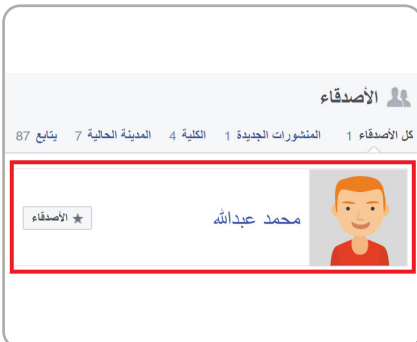 الأصدقاء
كل الأصدقاء 1 المنشورات الجديدة 1 الكلية 4 المدينة الحالية 7 يتابع 87
محمد عبدالله
★ الأصدقاء